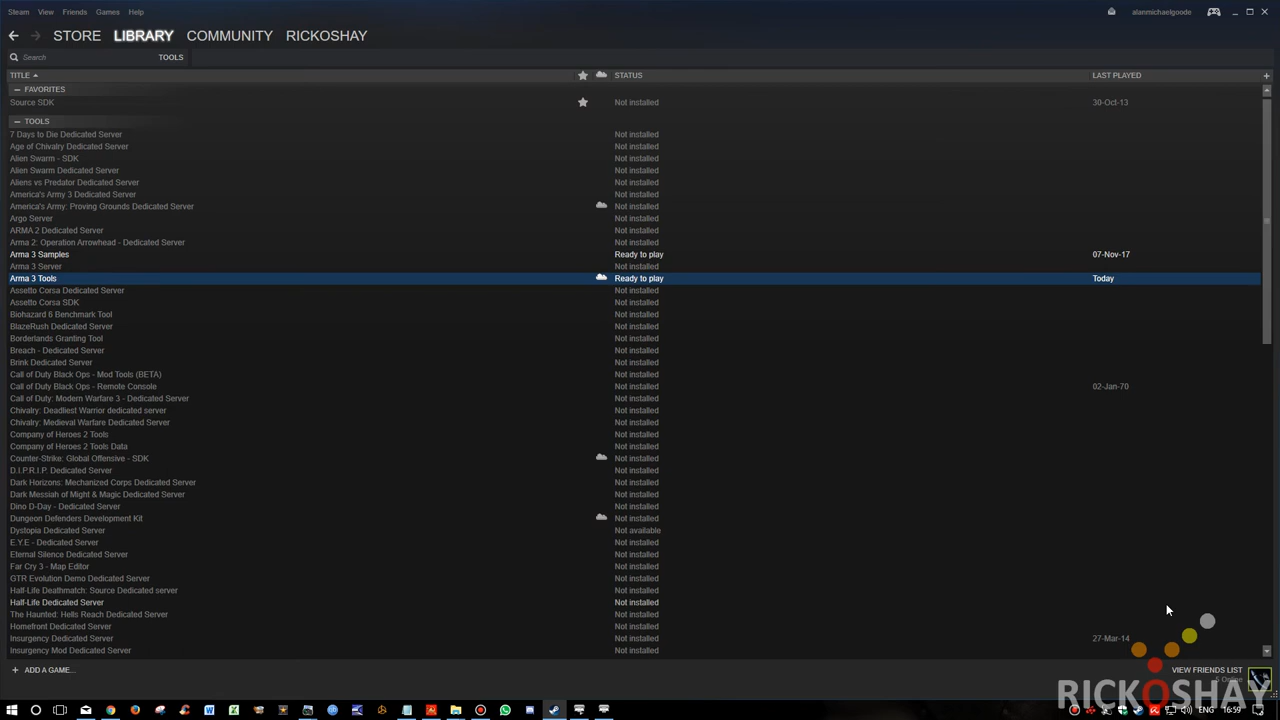 Steam View Friends Games Help alanmichaelgoode
STORE LIBRARY COMMUNITY RICKOSHAY
Search TOOLS
TITLE STATUS LAST PLAYED
FAVORITES
Source SDK Not installed 30-Oct-13
TOOLS
7 Days to Die Dedicated Server Not installed
Age of Chivalry Dedicated Server Not installed
Alien Swarm - SDK Not installed
Alien Swarm Dedicated Server Not installed
Aliens vs Predator Dedicated Server Not installed
America's Army 3 Dedicated Server Not installed
America's Army: Proving Grounds Dedicated Server Not installed
Argo Server Not installed
ARMA 2 Dedicated Server Not installed
Arma 2: Operation Arrowhead - Dedicated Server Not installed
Arma 3 Samples Ready to play 07-Nov-17
Arma 3 Server Not installed
Arma 3 Tools Ready to play Today
Assetto Corsa Dedicated Server Not installed
Assetto Corsa SDK Not installed
Biohazard 6 Benchmark Tool Not installed
BlazeRush Dedicated Server Not installed
Borderlands Granting Tool Not installed
Breach - Dedicated Server Not installed
Brink Dedicated Server Not installed
Call of Duty Black Ops - Mod Tools (BETA) Not installed
Call of Duty Black Ops - Remote Console Not installed 02-Jan-70
Call of Duty: Modern Warfare 3 - Dedicated Server Not installed
Chivalry: Deadliest Warrior dedicated server Not installed
Chivalry: Medieval Warfare Dedicated Server Not installed
Company of Heroes 2 Tools Not installed
Company of Heroes 2 Tools Data Not installed
Counter-Strike: Global Offensive - SDK Not installed
D.I.P.R.I.P. Dedicated Server Not installed
Dark Horizons: Mechanized Corps Dedicated Server Not installed
Dark Messiah of Might & Magic Dedicated Server Not installed
Dino D-Day - Dedicated Server Not installed
Dungeon Defenders Development Kit Not installed
Dystopia Dedicated Server Not available
E.Y.E - Dedicated Server Not installed
Eternal Silence Dedicated Server Not installed
Far Cry 3 - Map Editor Not installed
GTR Evolution Demo Dedicated Server Not installed
Half-Life Deathmatch: Source Dedicated server Not installed
Half-Life Dedicated Server Not installed
The Haunted: Hells Reach Dedicated Server Not installed
Homefront Dedicated Server Not installed
Insurgency Dedicated Server Not installed 27-Mar-14
Insurgency Mod Dedicated Server Not installed
ADD A GAME... VIEW FRIENDS LIST
Online
RICKOSHAY
ENG 16:59